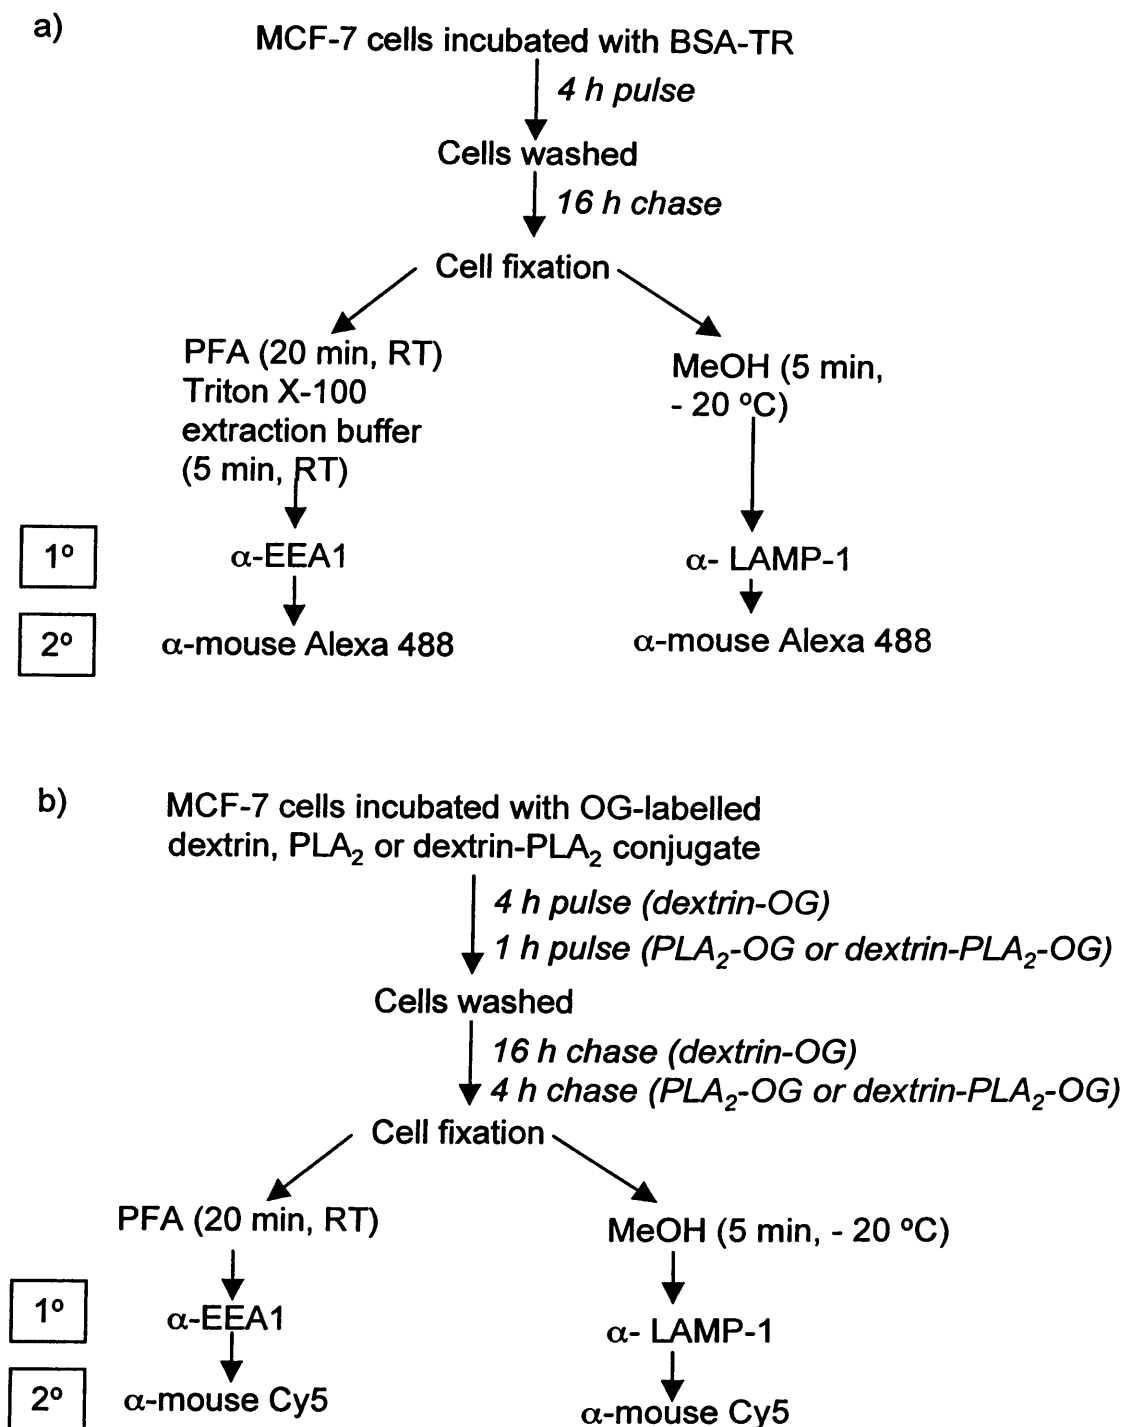 a)
MCF-7 cells incubated with BSA-TR
4 h pulse
Cells washed
16 h chase
Cell fixation
PFA (20 min, RT)
Triton X-100
extraction buffer
(5 min, RT)
MeOH (5 min,
- 20 ºC)
1º
α-EEA1
α- LAMP-1
2º
α-mouse Alexa 488
α-mouse Alexa 488
b)
MCF-7 cells incubated with OG-labelled
dextrin, PLA₂ or dextrin-PLA₂ conjugate
4 h pulse (dextrin-OG)
1 h pulse (PLA₂-OG or dextrin-PLA₂-OG)
Cells washed
16 h chase (dextrin-OG)
4 h chase (PLA₂-OG or dextrin-PLA₂-OG)
Cell fixation
PFA (20 min, RT)
MeOH (5 min, - 20 ºC)
1º
α-EEA1
α- LAMP-1
2º
α-mouse Cy5
α-mouse Cy5